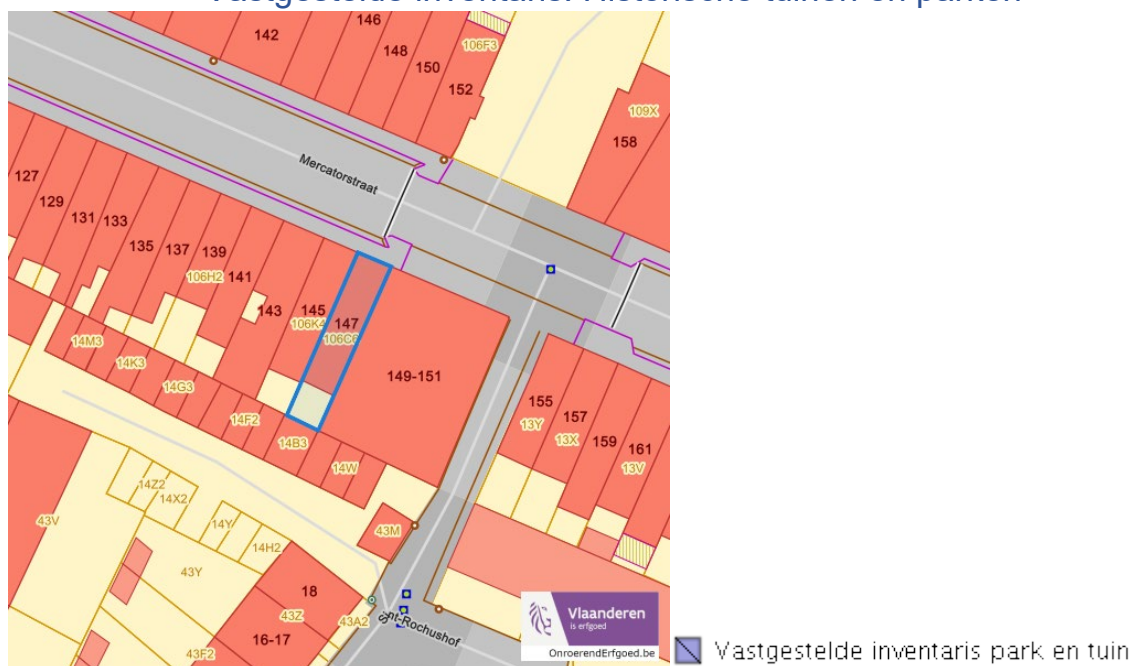 Vastgestelde inventaris: Historische tuinen en parken
142
146
148
150
106F3
152
109X
158
Mercatorstraat
127
129
131
133
135
137
139
106H2
141
143
145
106K4
147
106C6
149-151
14M3
14K3
14G3
14F2
14B3
14W
155
13Y
157
13X
159
161
13V
14Z2
14X2
14Y
14H2
43V
43Y
43M
18
43Z
43A2
16-17
43F2
nt-Rochushof
Vlaanderen
is erfgoed
OnroerendErfgoed.be
Vastgestelde inventaris park en tuin